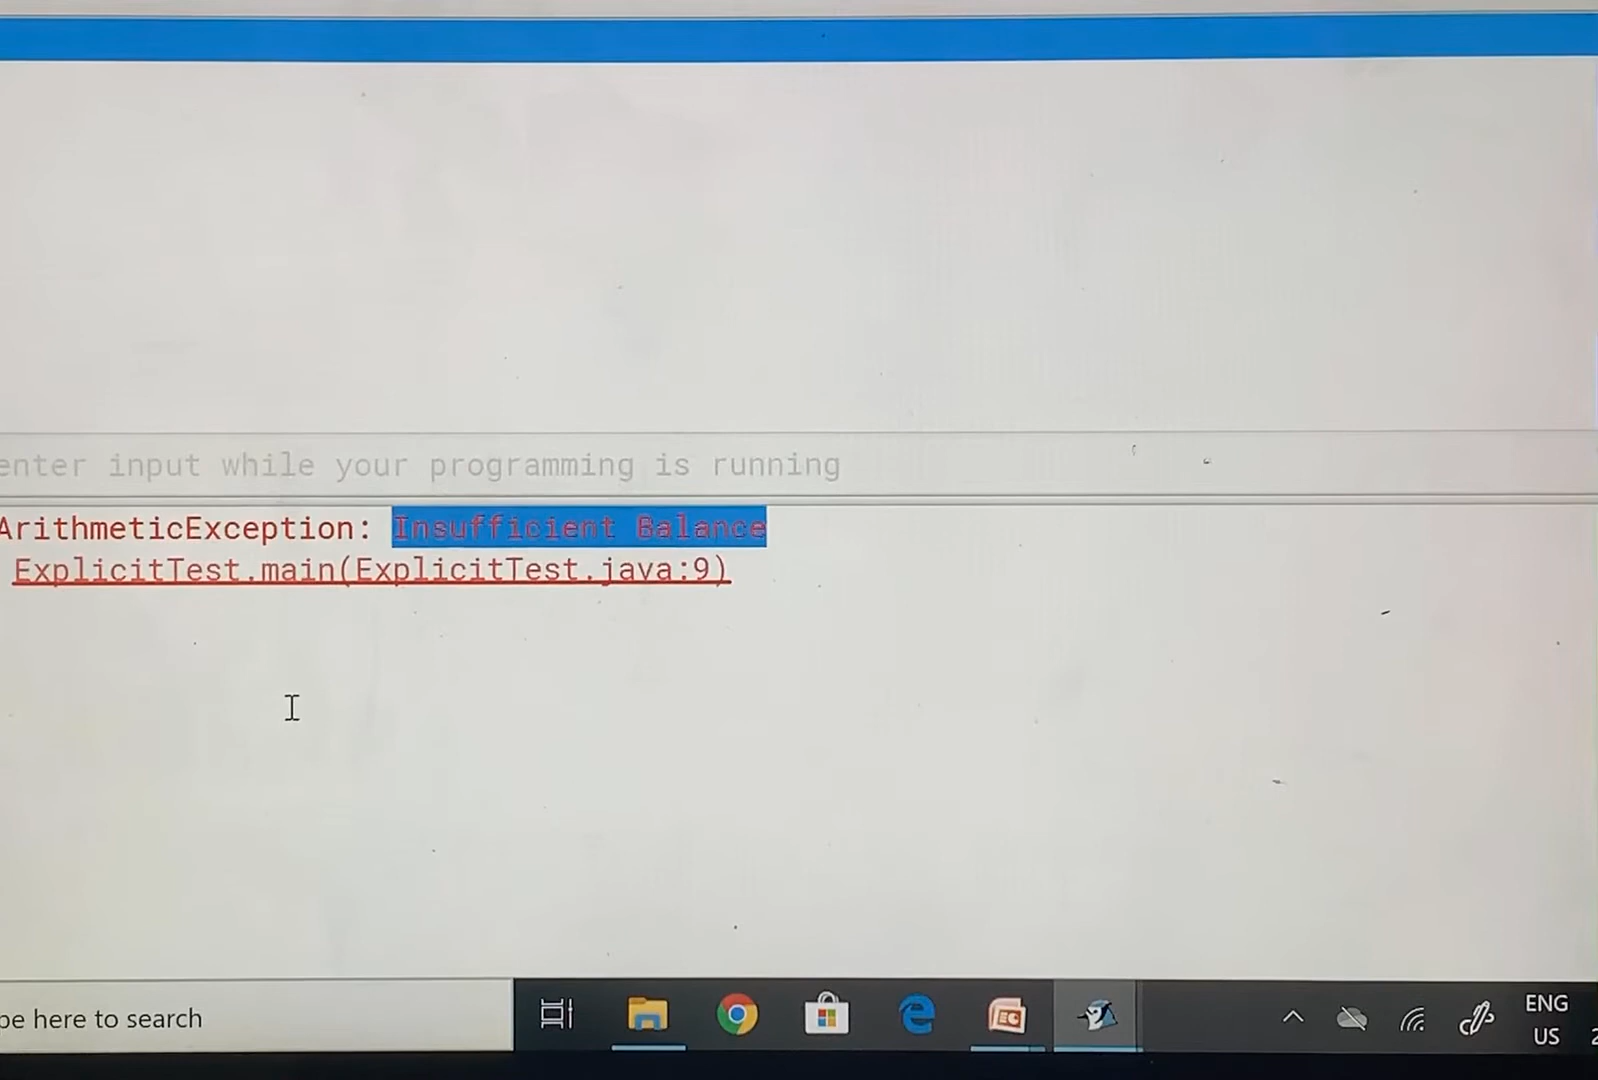 enter input while your programming is running
ArithmeticException: Insufficient Balance
ExplicitTest.main(ExplicitTest.java:9)
here to search
ENG
US